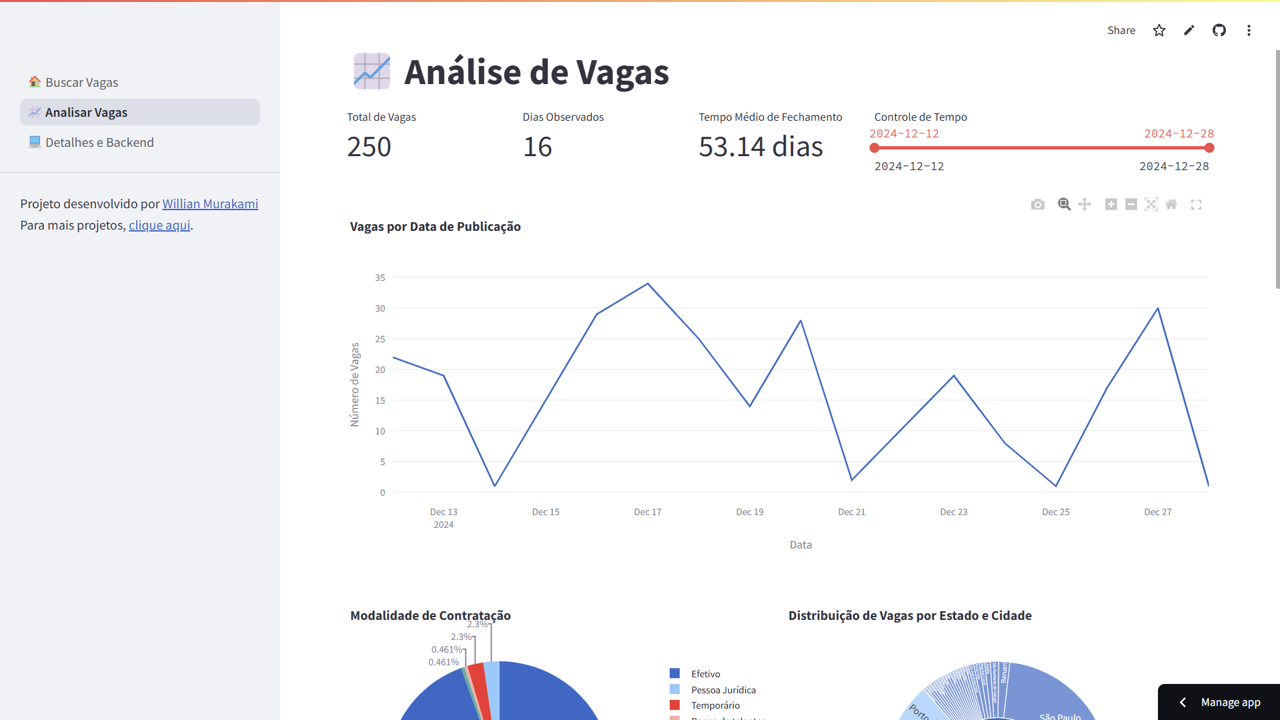 Share
Buscar Vagas
Analisar Vagas
Detalhes e Backend
Projeto desenvolvido por Willian Murakami
Para mais projetos, clique aqui.
Análise de Vagas
Total de Vagas
250
Dias Observados
16
Tempo Médio de Fechamento
53.14 dias
Controle de Tempo
2024-12-12 2024-12-28
2024-12-12 2024-12-28
Vagas por Data de Publicação
Número de Vagas
35
30
25
20
15
10
5
0
Dec 13 Dec 15 Dec 17 Dec 19 Dec 21 Dec 23 Dec 25 Dec 27
2024
Data
Modalidade de Contratação
2.3%
2.3%
0.461%
0.461%
Efetivo
Pessoa Jurídica
Temporário
Distribuição de Vagas por Estado e Cidade
Porto
São Paulo
Manage app